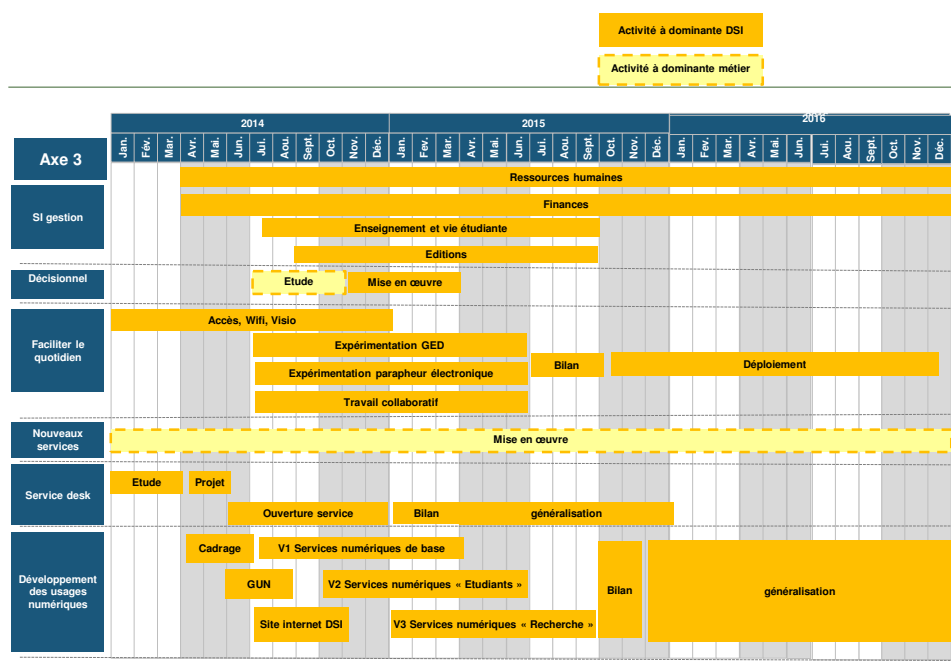 Activité à dominante DSI
Activité à dominante métier
2014
2015
2016
Axe 3
Jan.
Fév.
Mar.
Avr.
Mai.
Jun.
Jui.
Aou.
Sept.
Oct
Nov.
Déc.
Jan.
Fev.
Mar.
Avr.
Mai.
Jun.
Jui.
Aou.
Sept.
Oct
Nov.
Déc.
Jan.
Fev.
Mar.
Avr.
Mai.
Jun.
Jui.
Aou.
Sept.
Oct.
Nov.
Déc.
SI gestion
Ressources humaines
Finances
Enseignement et vie étudiante
Editions
Décisionnel
Etude
Mise en œuvre
Faciliter le
quotidien
Accès, Wifi, Visio
Expérimentation GED
Expérimentation parapheur électronique
Bilan
Déploiement
Travail collaboratif
Nouveaux
services
Mise en œuvre
Service desk
Etude
Projet
Ouverture service
Bilan
généralisation
Développement
des usages
numériques
Cadrage
V1 Services numériques de base
GUN
V2 Services numériques « Etudiants »
Site internet DSI
V3 Services numériques « Recherche »
Bilan
généralisation